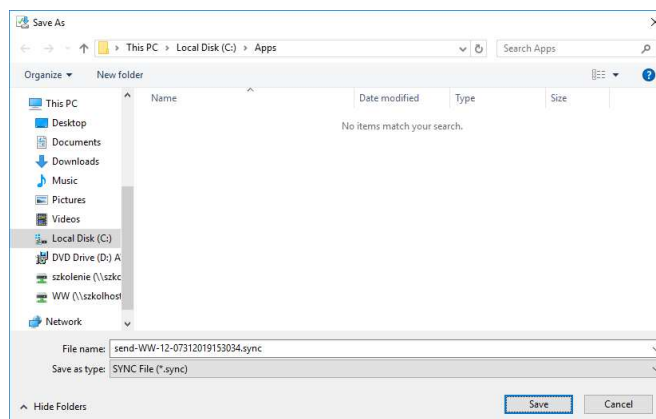 Save As
This PC > Local Disk (C:) > Apps
Search Apps
Organize
New folder
Name
Date modified
Type
Size
No items match your search.
This PC
Desktop
Documents
Downloads
Music
Pictures
Videos
Local Disk (C:)
DVD Drive (D:) A
szkolenie (\\szkc
WW (\\szkolhost
Network
File name: send-WW-12-07312019153034.sync
Save as type: SYNC File (*.sync)
Hide Folders
Save
Cancel